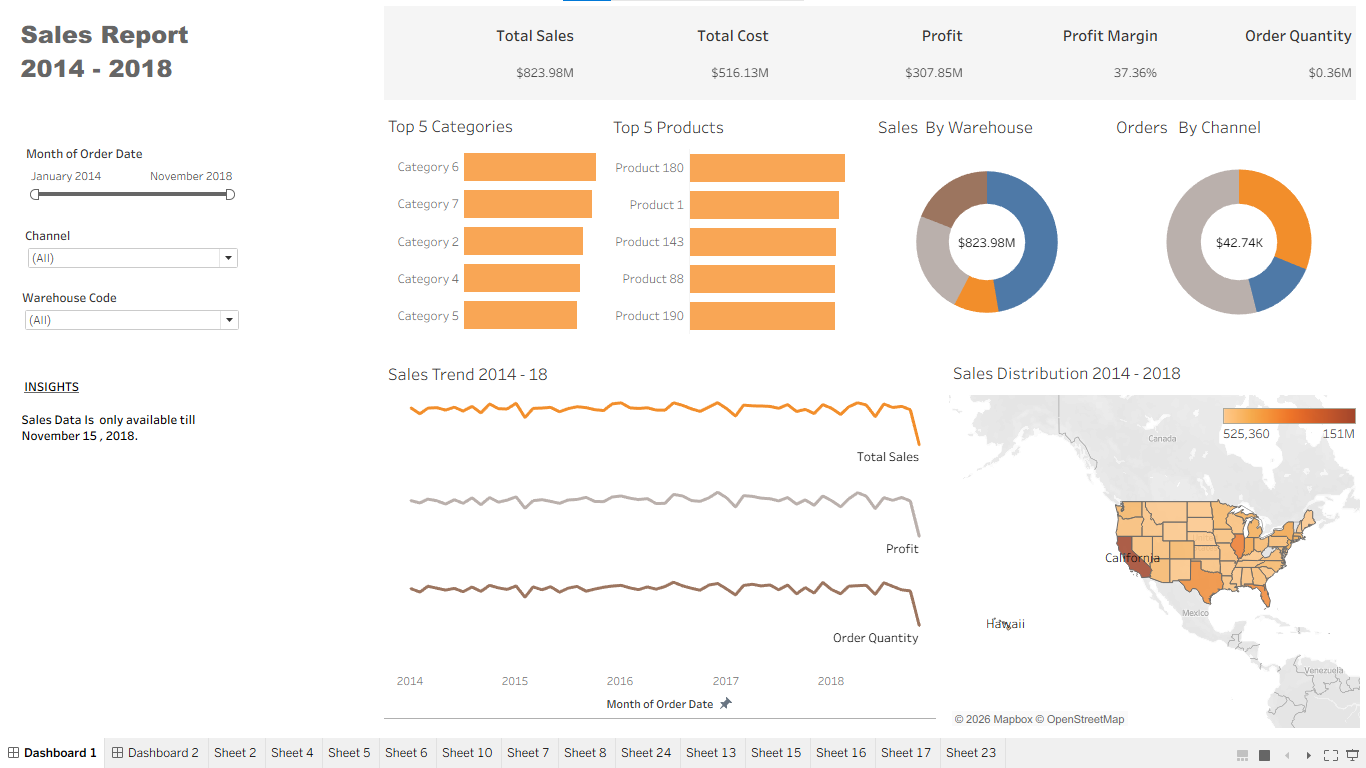 Sales Report
2014 - 2018
Total Sales
Total Cost
Profit
Profit Margin
Order Quantity
$823.98M
$516.13M
$307.85M
37.36%
$0.36M
Month of Order Date
January 2014
November 2018
Channel
(All)
Warehouse Code
(All)
INSIGHTS
Sales Data Is only available till
November 15 , 2018.
Top 5 Categories
Category 6
Category 7
Category 2
Category 4
Category 5
Top 5 Products
Product 180
Product 1
Product 143
Product 88
Product 190
Sales By Warehouse
$823.98M
Orders By Channel
$42.74K
Sales Trend 2014 - 18
Total Sales
Profit
Order Quantity
2014
2015
2016
2017
2018
Month of Order Date
Sales Distribution 2014 - 2018
525,360
151M
Canada
California
Mexico
Hawaii
Venezuela
© 2026 Mapbox © OpenStreetMap
Dashboard 1
Dashboard 2
Sheet 2
Sheet 4
Sheet 5
Sheet 6
Sheet 10
Sheet 7
Sheet 8
Sheet 24
Sheet 13
Sheet 15
Sheet 16
Sheet 17
Sheet 23